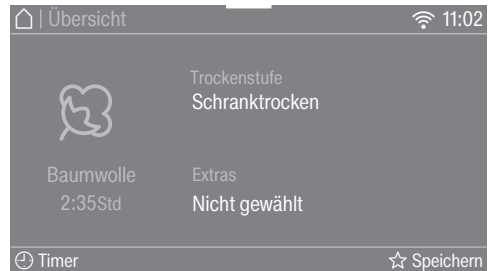 | Übersicht
11:02
Trockenstufe
Schranktrocken
Baumwolle
2:35Std
Extras
Nicht gewählt
Timer
Speichern